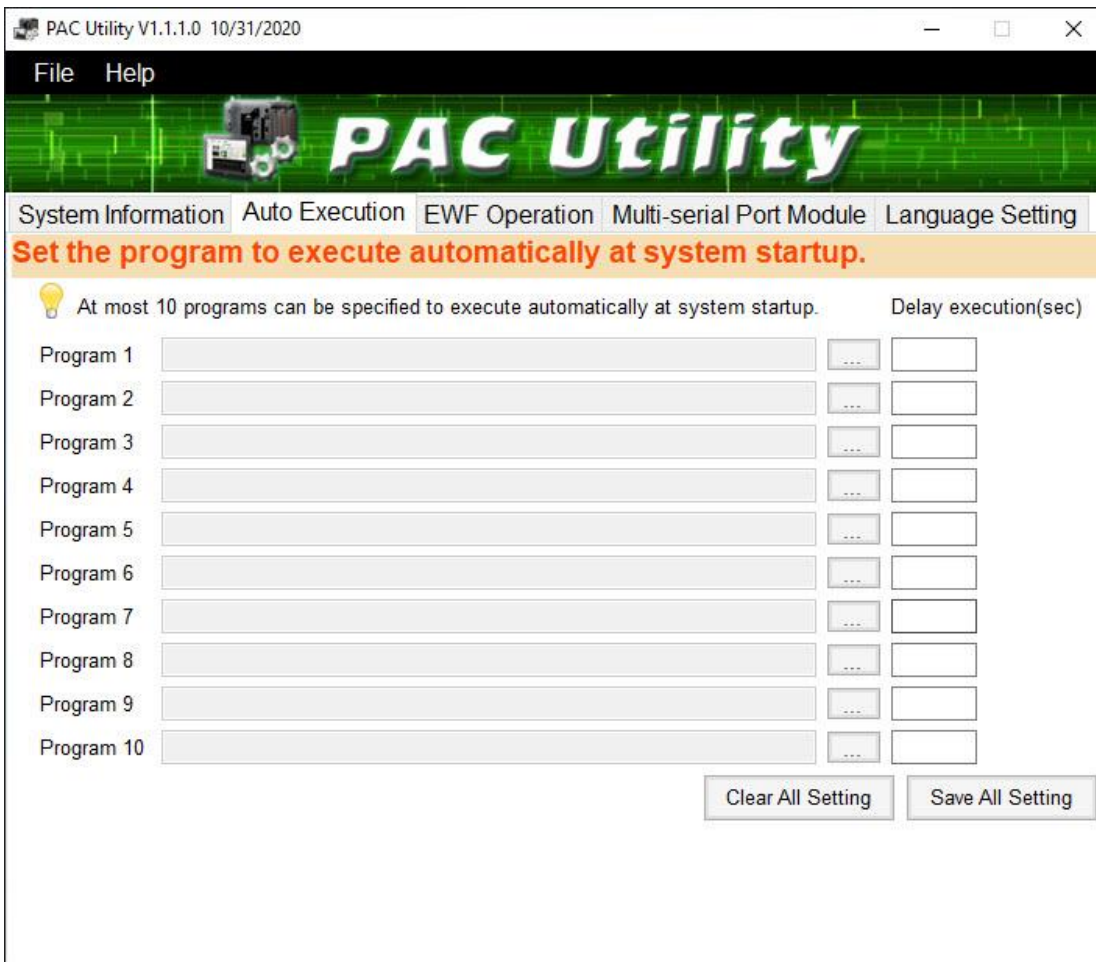 PAC Utility V1.1.1.0 10/31/2020
File Help
PAC Utility
System Information Auto Execution EWF Operation Multi-serial Port Module Language Setting
Set the program to execute automatically at system startup.
At most 10 programs can be specified to execute automatically at system startup. Delay execution(sec)
Program 1 ...
Program 2 ...
Program 3 ...
Program 4 ...
Program 5 ...
Program 6 ...
Program 7 ...
Program 8 ...
Program 9 ...
Program 10 ...
Clear All Setting Save All Setting